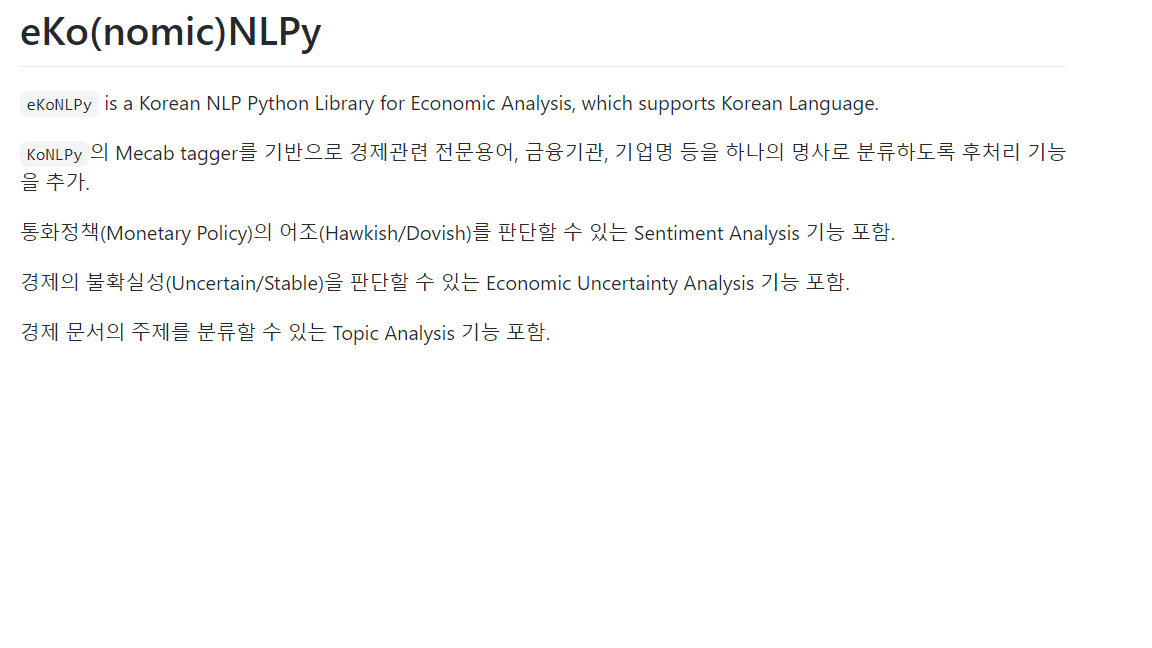 eKo(nomic)NLPy
eKoNLPy is a Korean NLP Python Library for Economic Analysis, which supports Korean Language.
KoNLPy의 Mecab tagger를 기반으로 경제관련 전문용어, 금융기관, 기업명 등을 하나의 명사로 분류하도록 후처리 기능
을 추가.
통화정책(Monetary Policy)의 어조(Hawkish/Dovish)를 판단할 수 있는 Sentiment Analysis 기능 포함.
경제의 불확실성(Uncertain/Stable)을 판단할 수 있는 Economic Uncertainty Analysis 기능 포함.
경제 문서의 주제를 분류할 수 있는 Topic Analysis 기능 포함.